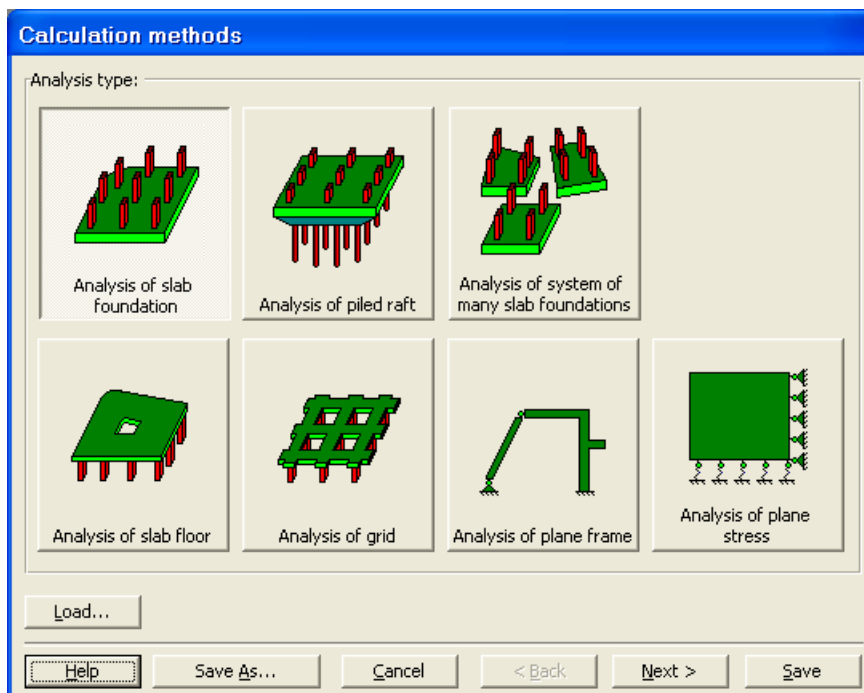 Calculation methods
Analysis type:
Analysis of slab
foundation
Analysis of piled raft
Analysis of system of
many slab foundations
Analysis of slab floor
Analysis of grid
Analysis of plane frame
Analysis of plane
stress
Load...
Help
Save As...
Cancel
< Back
Next >
Save